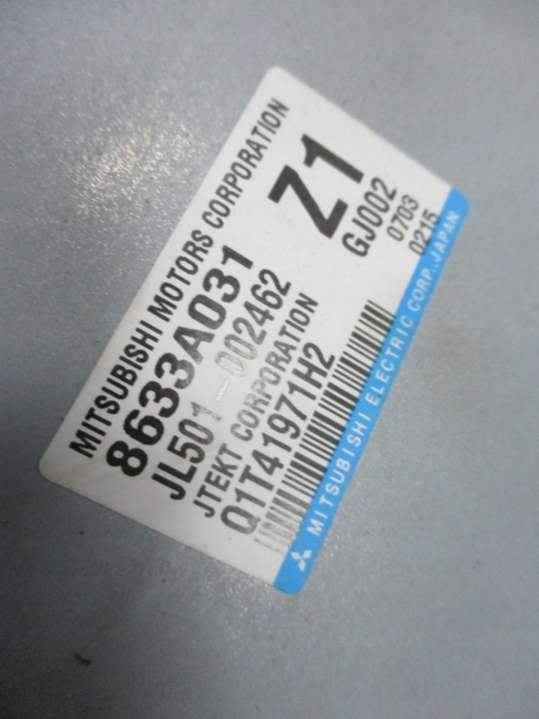 MITSUBISHI MOTORS CORPORATION
8633A031
Z1
JL501-002462
GJ002
JTEKT CORPORATION
0703
Q1T41971H2
0215
MITSUBISHI ELECTRIC CORP. JAPAN